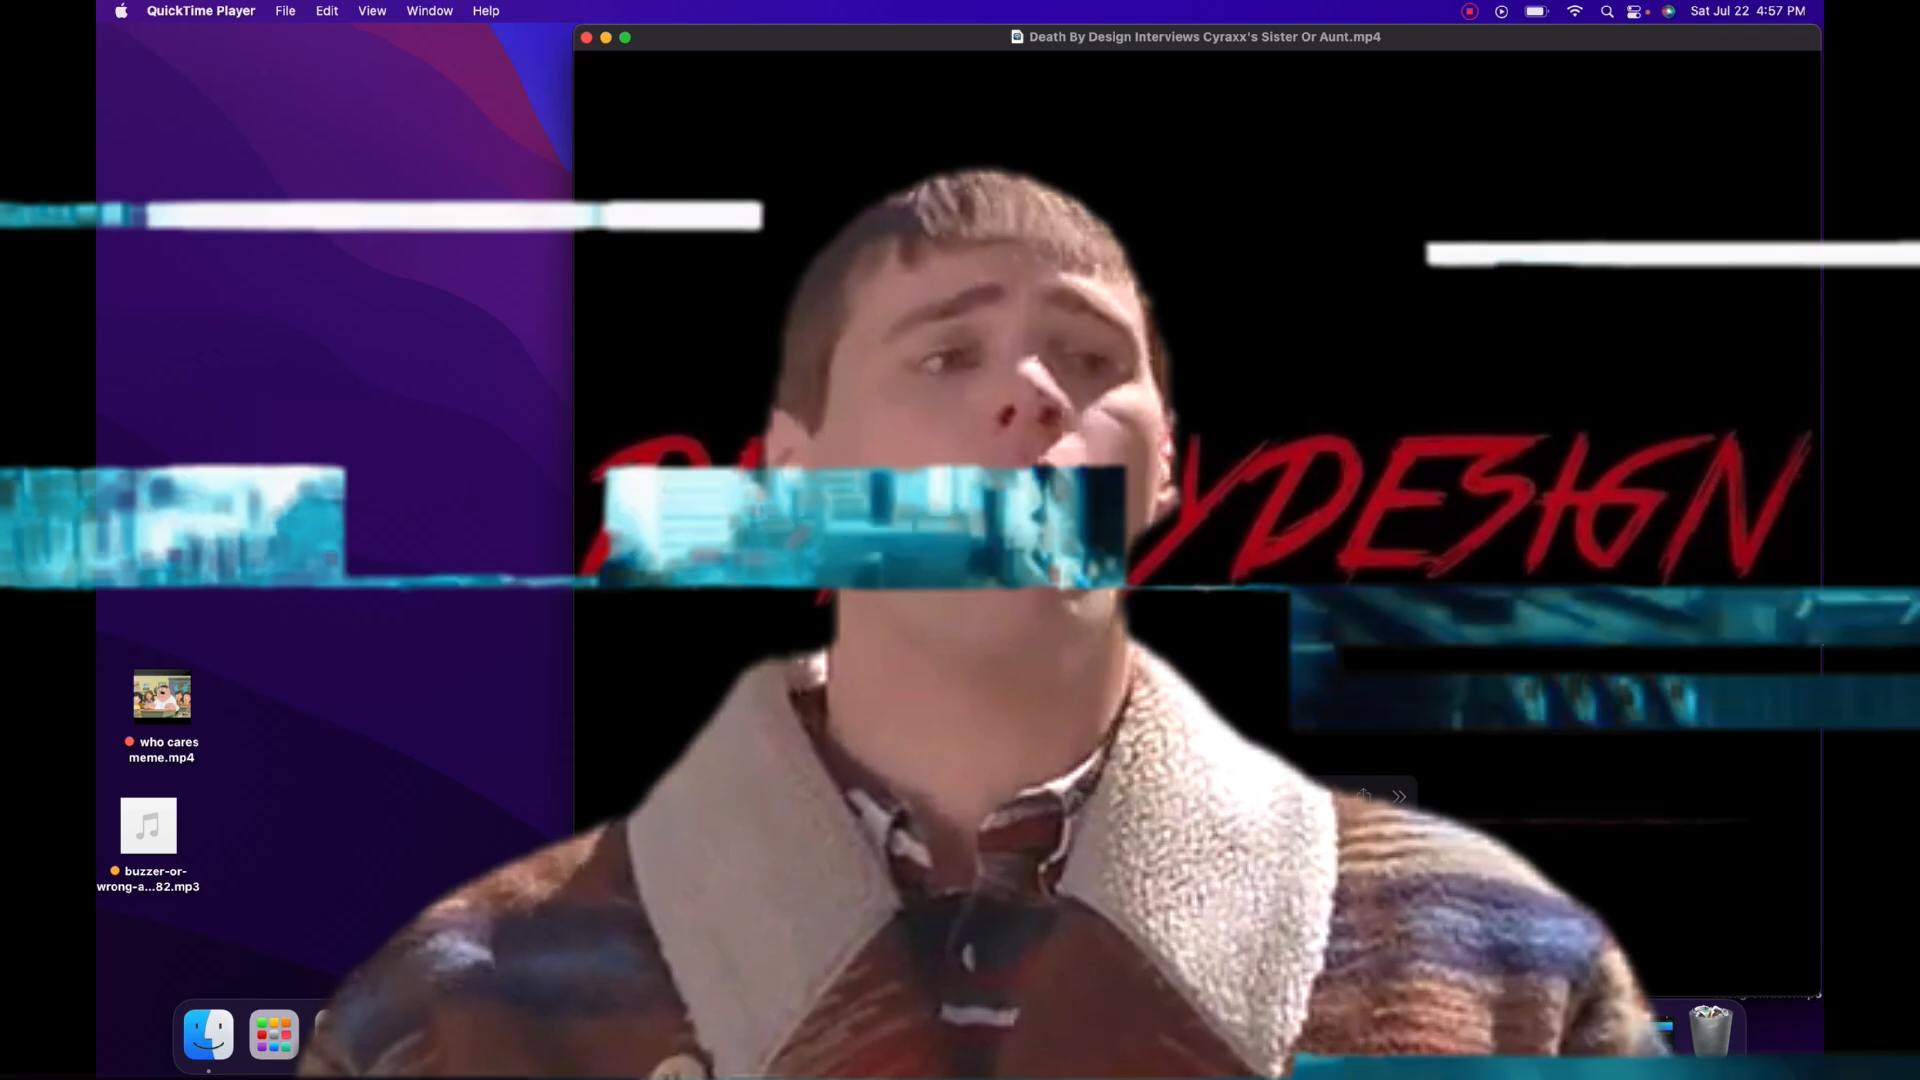 QuickTime Player File Edit View Window Help Sat Jul 22 4:57 PM
Death By Design Interviews Cyraxx's Sister Or Aunt.mp4
YDESIGN
who cares
meme.mp4
buzzer-or-
wrong-a...82.mp3